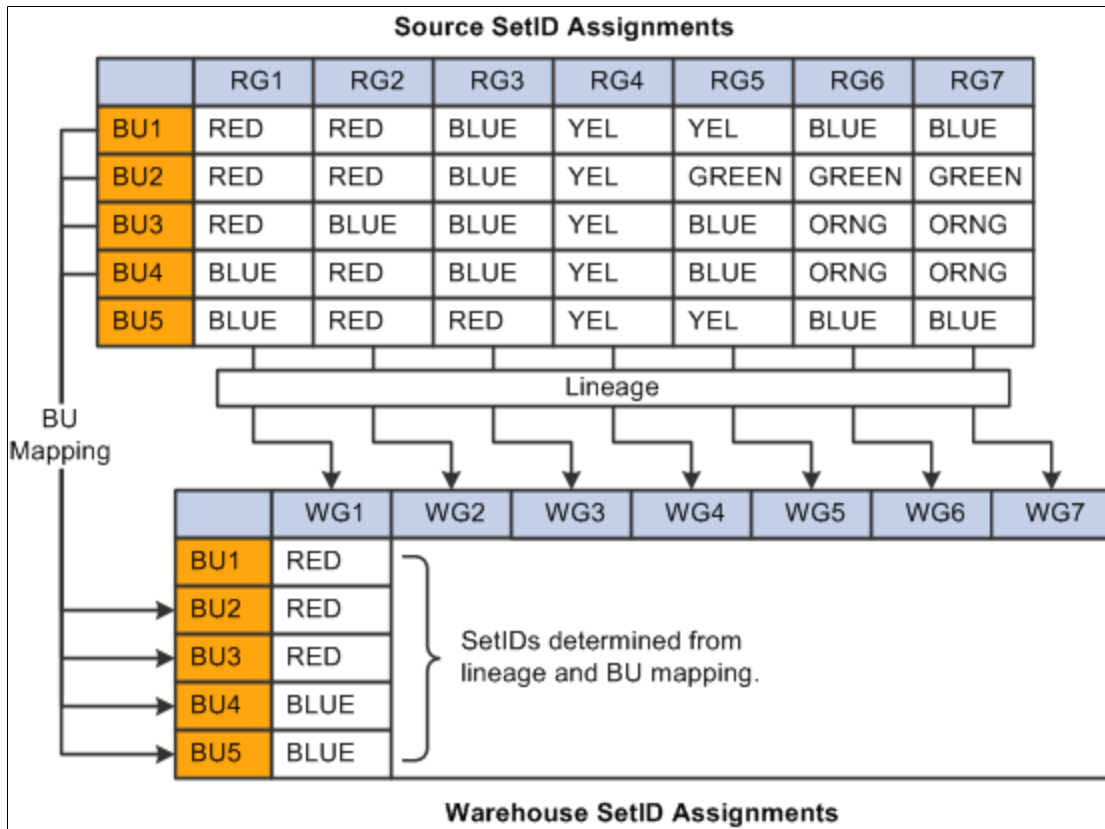 Source SetID Assignments
RG1 RG2 RG3 RG4 RG5 RG6 RG7
BU1 RED RED BLUE YEL YEL BLUE BLUE
BU2 RED RED BLUE YEL GREEN GREEN GREEN
BU3 RED BLUE BLUE YEL BLUE ORNG ORNG
BU4 BLUE RED BLUE YEL BLUE ORNG ORNG
BU5 BLUE RED RED YEL YEL BLUE BLUE
Lineage
BU
Mapping
WG1 WG2 WG3 WG4 WG5 WG6 WG7
BU1 RED
BU2 RED
BU3 RED
BU4 BLUE
BU5 BLUE
SetIDs determined from
lineage and BU mapping.
Warehouse SetID Assignments